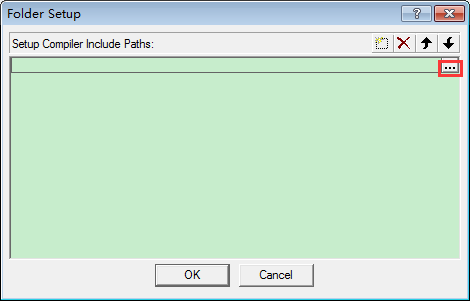 Folder Setup
Setup Compiler Include Paths:
...
OK
Cancel